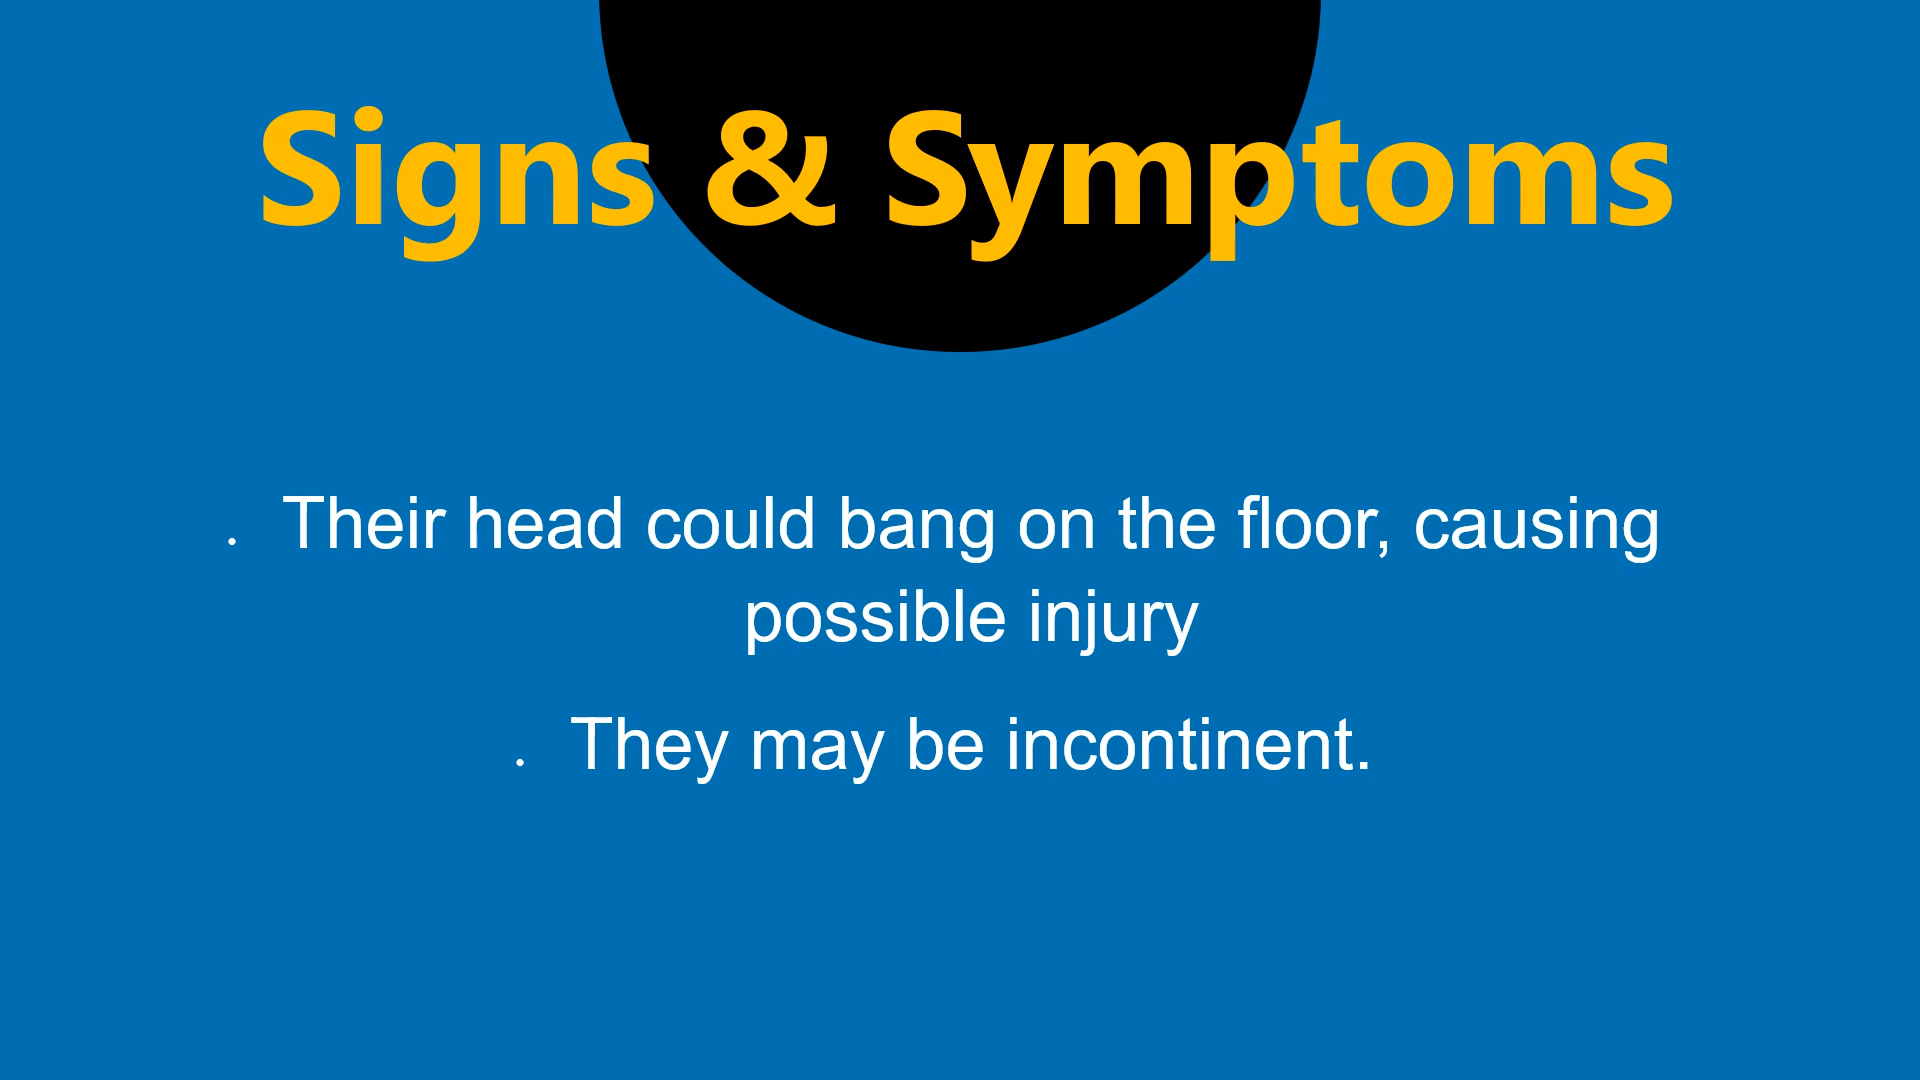 Signs & Symptoms
• Their head could bang on the floor, causing
possible injury
• They may be incontinent.